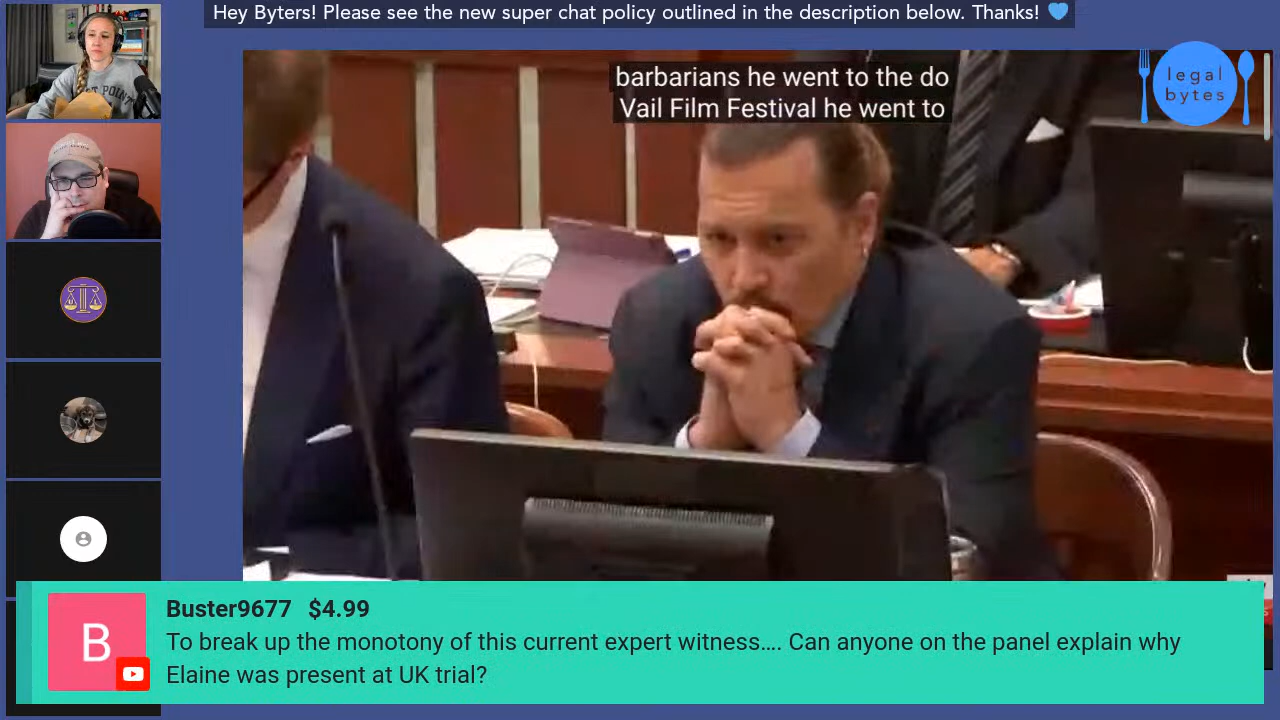 Hey Byters! Please see the new super chat policy outlined in the description below. Thanks!
barbarians he went to the do
Vail Film Festival he went to
legal
bytes
B
Buster9677 $4.99
To break up the monotony of this current expert witness.... Can anyone on the panel explain why
Elaine was present at UK trial?